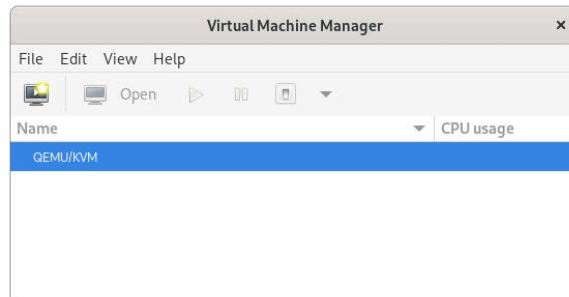 Virtual Machine Manager ×
File Edit View Help
Open
Name CPU usage
QEMU/KVM